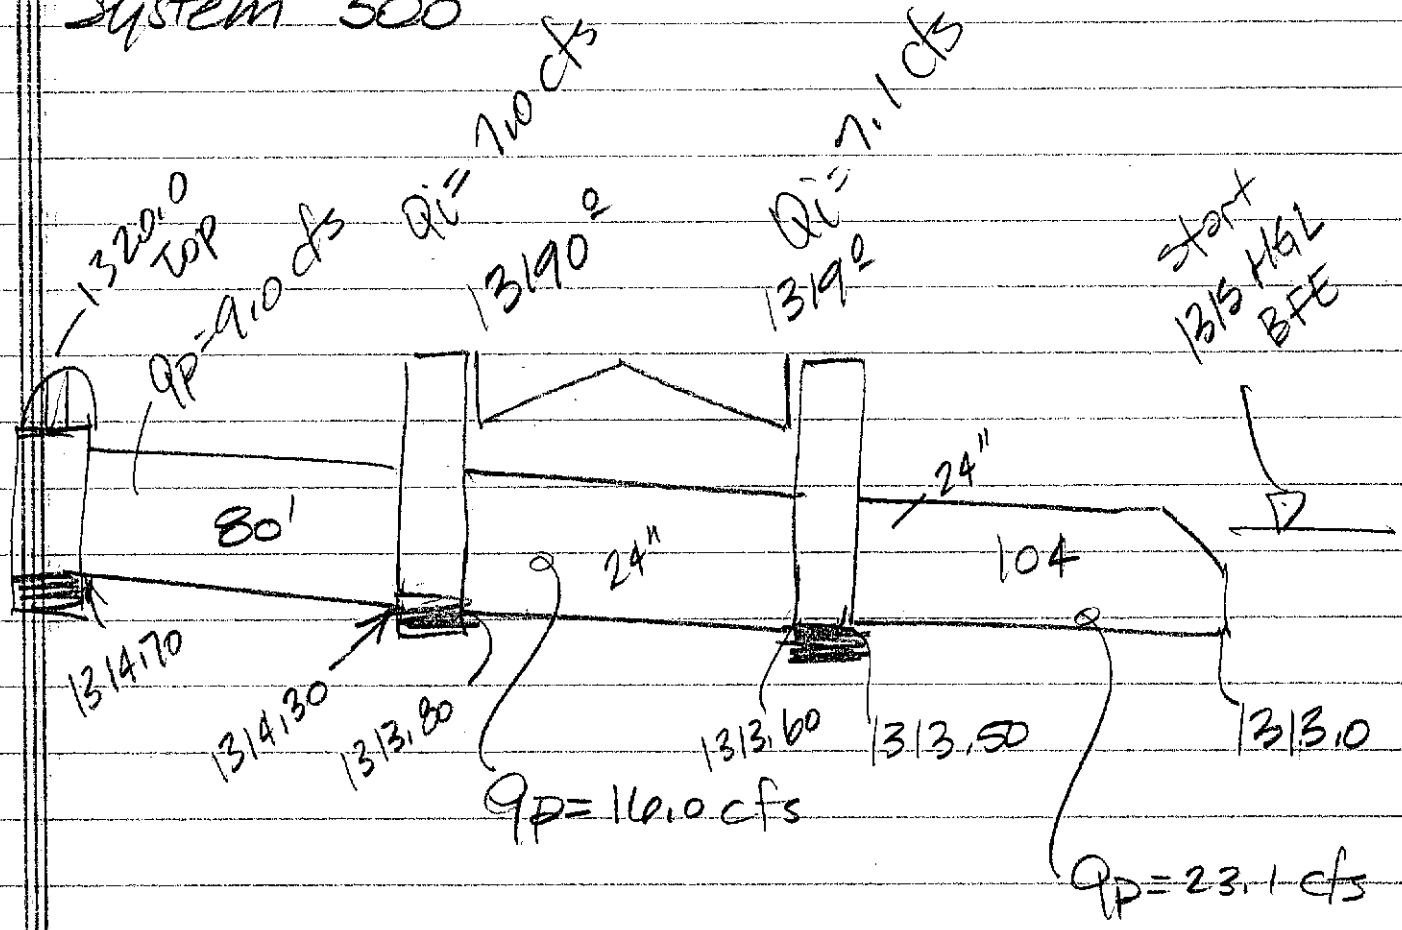 System 500
1320.0
TOP
qp=9.0 cfs
Qi= 7.0 cfs
1319.0
Qi= 7.1 cfs
1319.0
start
1315 HGL
BFE
80'
24"
24"
104
1314.70
1314.30
1313.80
1313.60
1313.50
1313.0
qp=16.0 cfs
qp=23.1 cfs